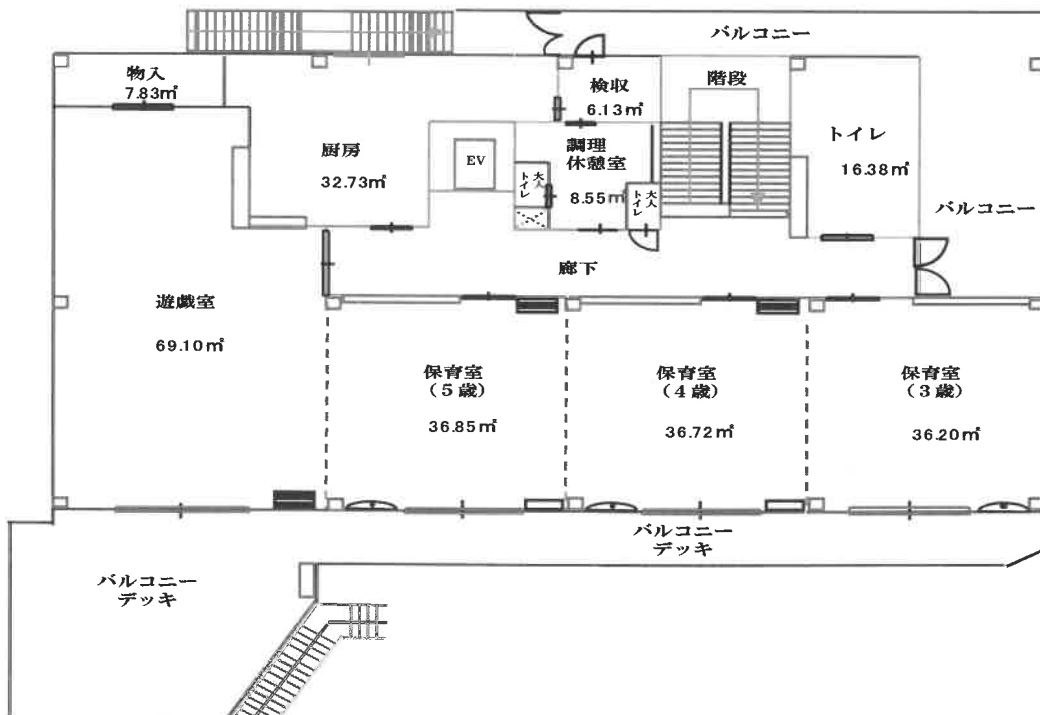 バルコニー
物入
7.83㎡
検収
6.13㎡
階段
トイレ
16.38㎡
厨房
32.73㎡
EV
大人
トイレ
調理
休憩室
8.55㎡
大人
トイレ
バルコニー
廊下
遊戯室
69.10㎡
保育室
(5歳)
36.85㎡
保育室
(4歳)
36.72㎡
保育室
(3歳)
36.20㎡
バルコニー
デッキ
バルコニー
デッキ